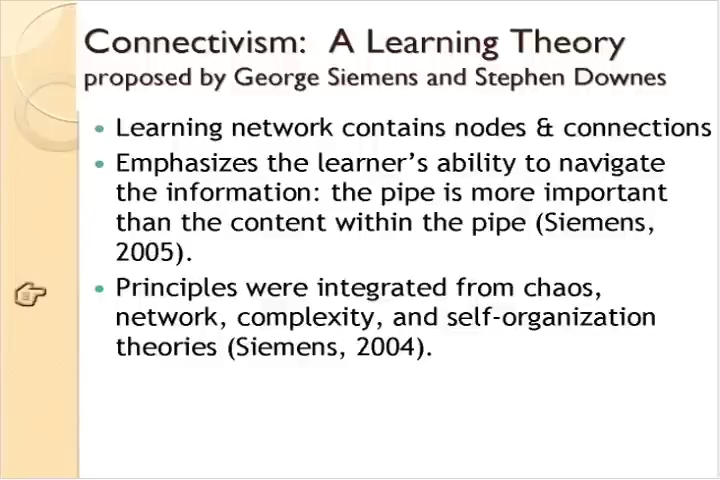 Connectivism:  A Learning Theory
proposed by George Siemens and Stephen Downes
• Learning network contains nodes & connections
• Emphasizes the learner's ability to navigate
the information: the pipe is more important
than the content within the pipe (Siemens,
2005).
• Principles were integrated from chaos,
network, complexity, and self-organization
theories (Siemens, 2004).